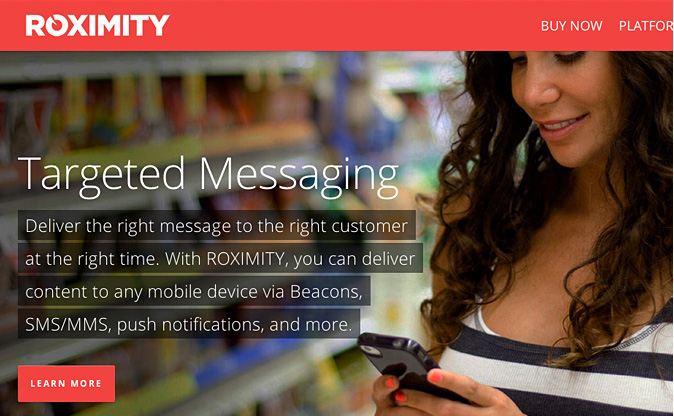 ROXIMITY
BUY NOW PLATFOR
Targeted Messaging
Deliver the right message to the right customer
at the right time. With ROXIMITY, you can deliver
content to any mobile device via Beacons,
SMS/MMS, push notifications, and more.
LEARN MORE